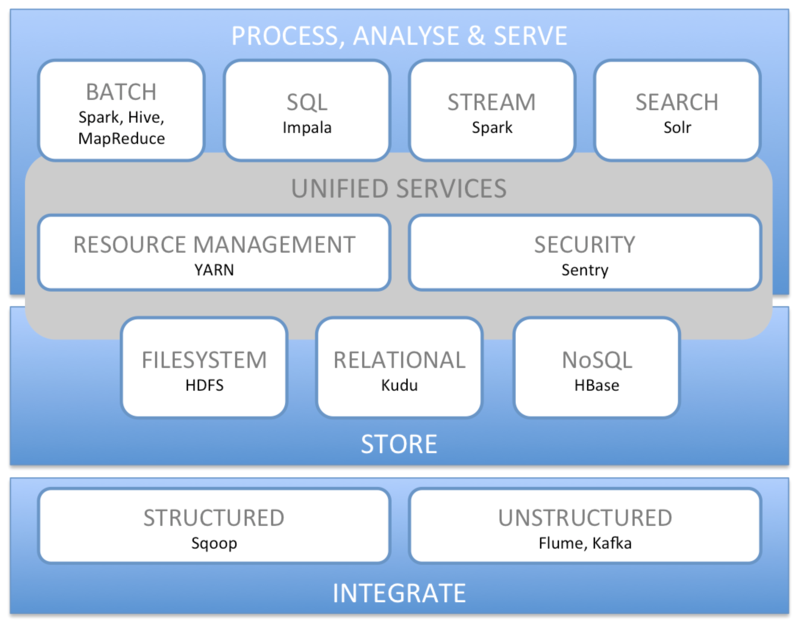 PROCESS, ANALYSE & SERVE
BATCH
Spark, Hive,
MapReduce
SQL
Impala
STREAM
Spark
SEARCH
Solr
UNIFIED SERVICES
RESOURCE MANAGEMENT
YARN
SECURITY
Sentry
FILESYSTEM
HDFS
RELATIONAL
Kudu
NoSQL
HBase
STORE
STRUCTURED
Sqoop
UNSTRUCTURED
Flume, Kafka
INTEGRATE